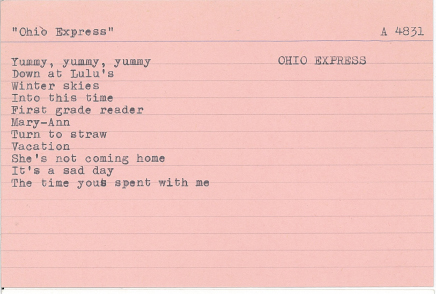 "Ohio Express" A 4831
Yummy, yummy, yummy OHIO EXPRESS
Down at Lulu's
Winter skies
Into this time
First grade reader
Mary-Ann
Turn to straw
Vacation
She's not coming home
It's a sad day
The time yous spent with me